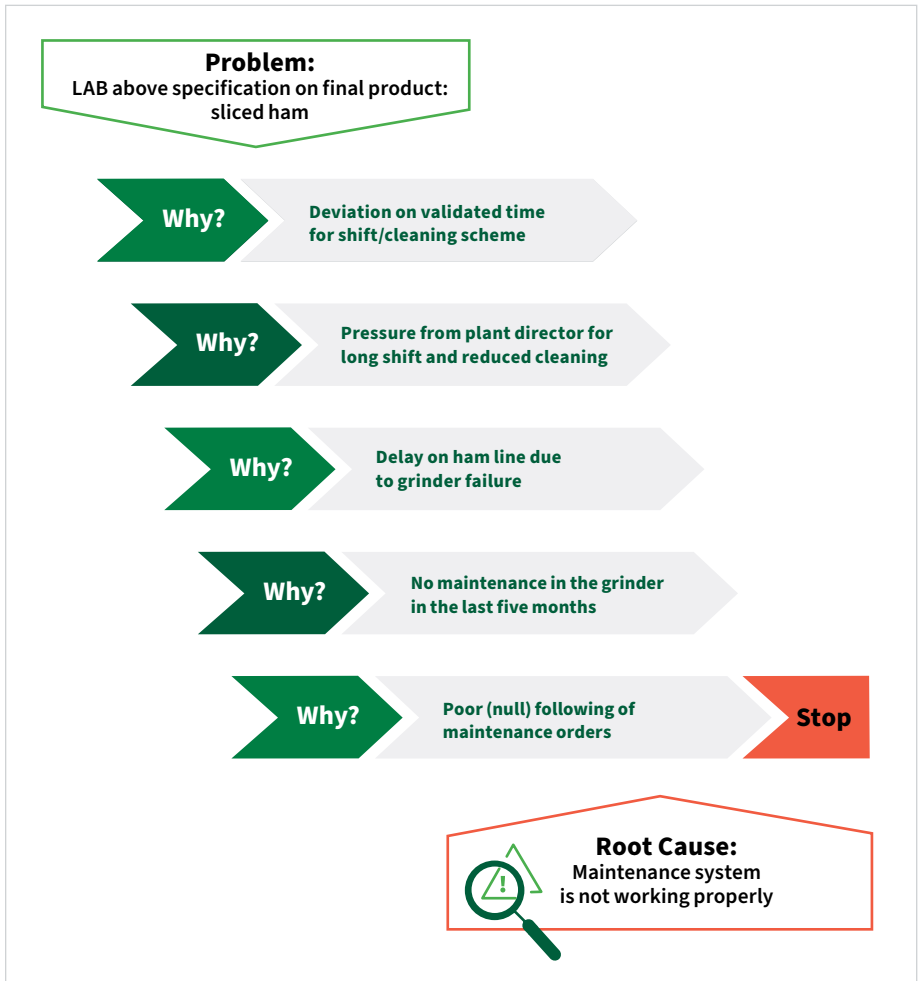 Problem:
LAB above specification on final product:
sliced ham
Why?
Deviation on validated time
for shift/cleaning scheme
Why?
Pressure from plant director for
long shift and reduced cleaning
Why?
Delay on ham line due
to grinder failure
Why?
No maintenance in the grinder
in the last five months
Why?
Poor (null) following of
maintenance orders
Stop
Root Cause:
Maintenance system
is not working properly
!